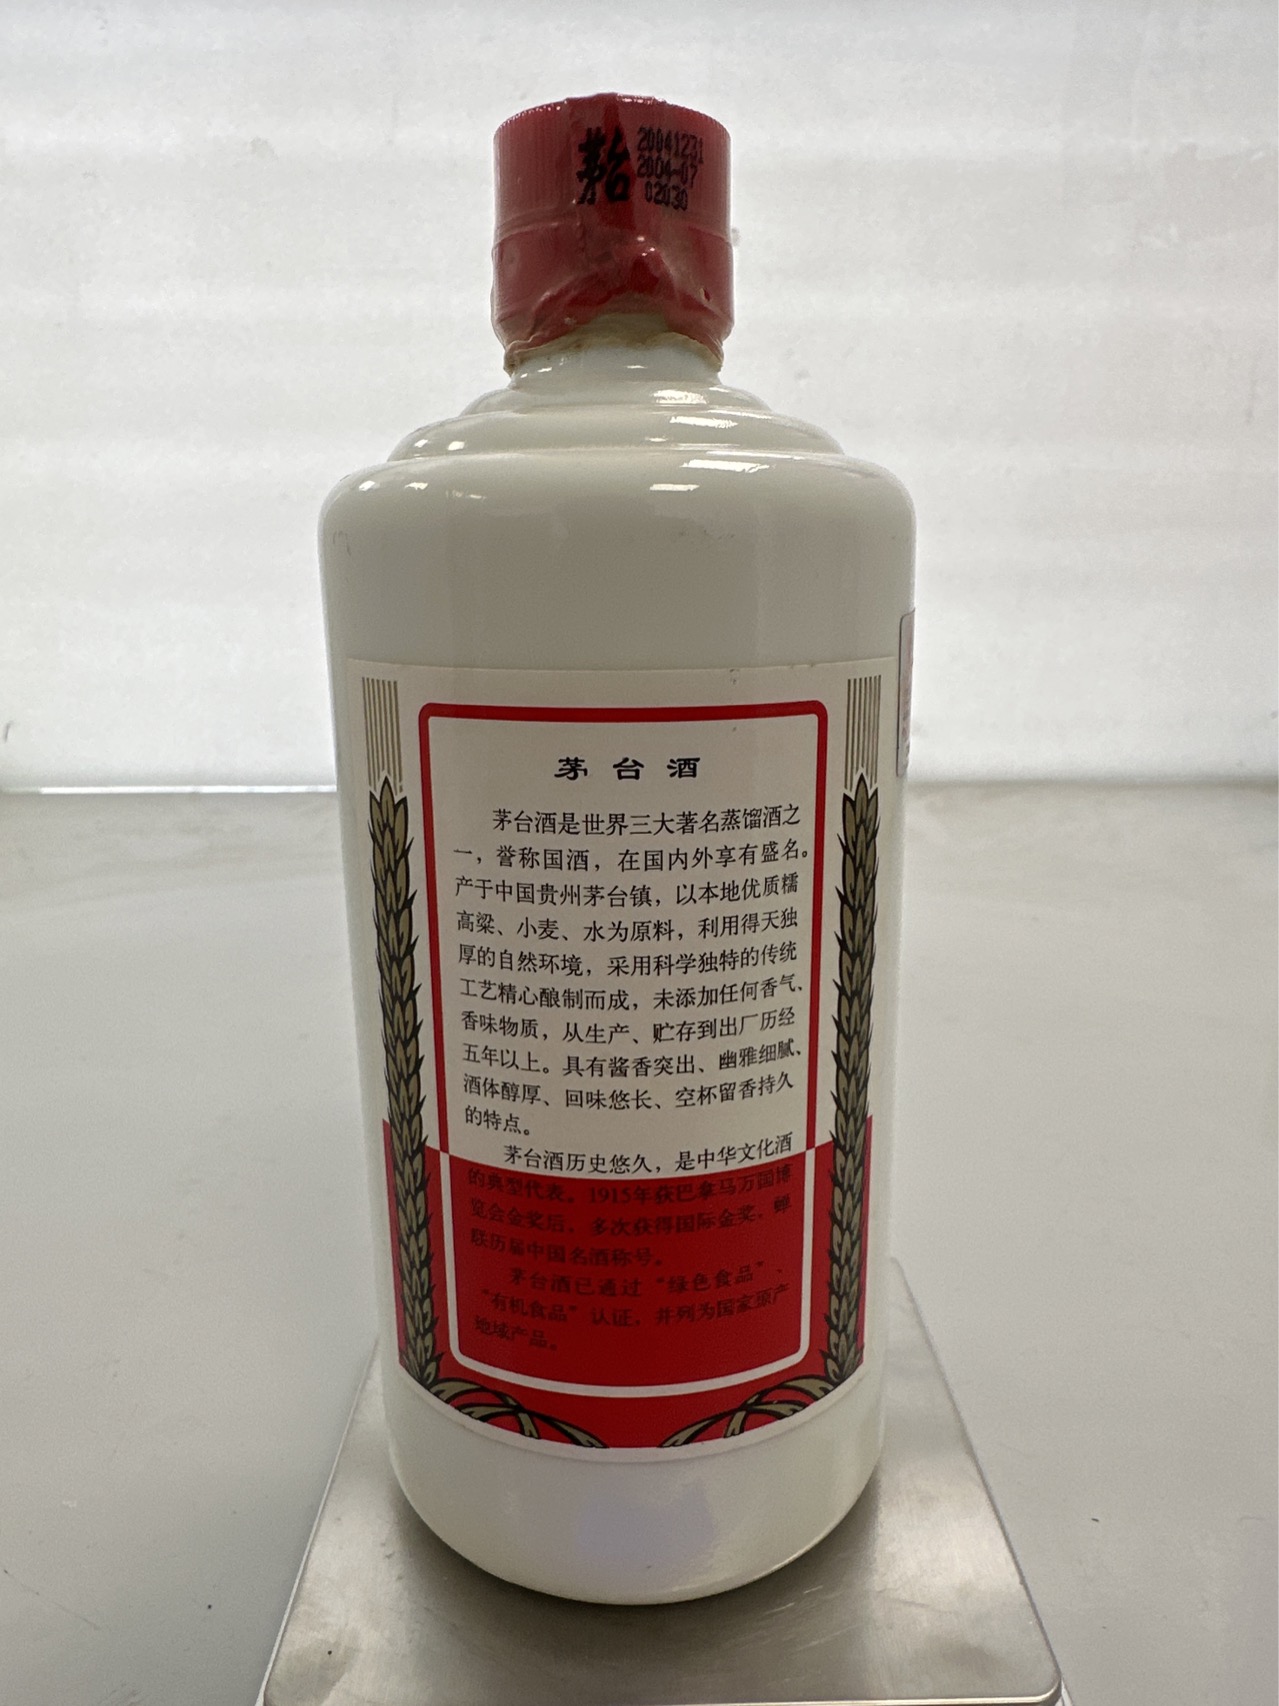 茅台
20041231
2004-07
02030
茅台酒
茅台酒是世界三大著名蒸馏酒之
一，誉称国酒，在国内外享有盛名。
产于中国贵州茅台镇，以本地优质糯
高粱、小麦、水为原料，利用得天独
厚的自然环境，采用科学独特的传统
工艺精心酿制而成，未添加任何香气、
香味物质，从生产、贮存到出厂历经
五年以上。具有酱香突出、幽雅细腻、
酒体醇厚、回味悠长、空杯留香持久
的特点。
茅台酒历史悠久，是中华文化酒
的典型代表。1915年获巴拿马万国博
览会金奖后，多次获得国际金奖，蝉
联历届中国名酒称号。
茅台酒已通过“绿色食品”、
“有机食品”认证，并列为国家原产
地域产品。